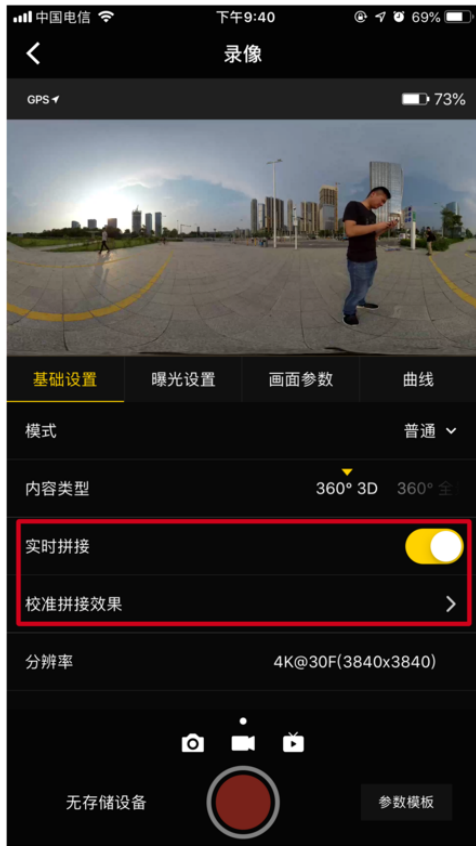 中国电信 下午9:40 69%
录像
GPS 73%
基础设置 曝光设置 画面参数 曲线
模式 普通
内容类型 360° 3D 360° 全
实时拼接
校准拼接效果
分辨率 4K@30F(3840x3840)
无存储设备 参数模板